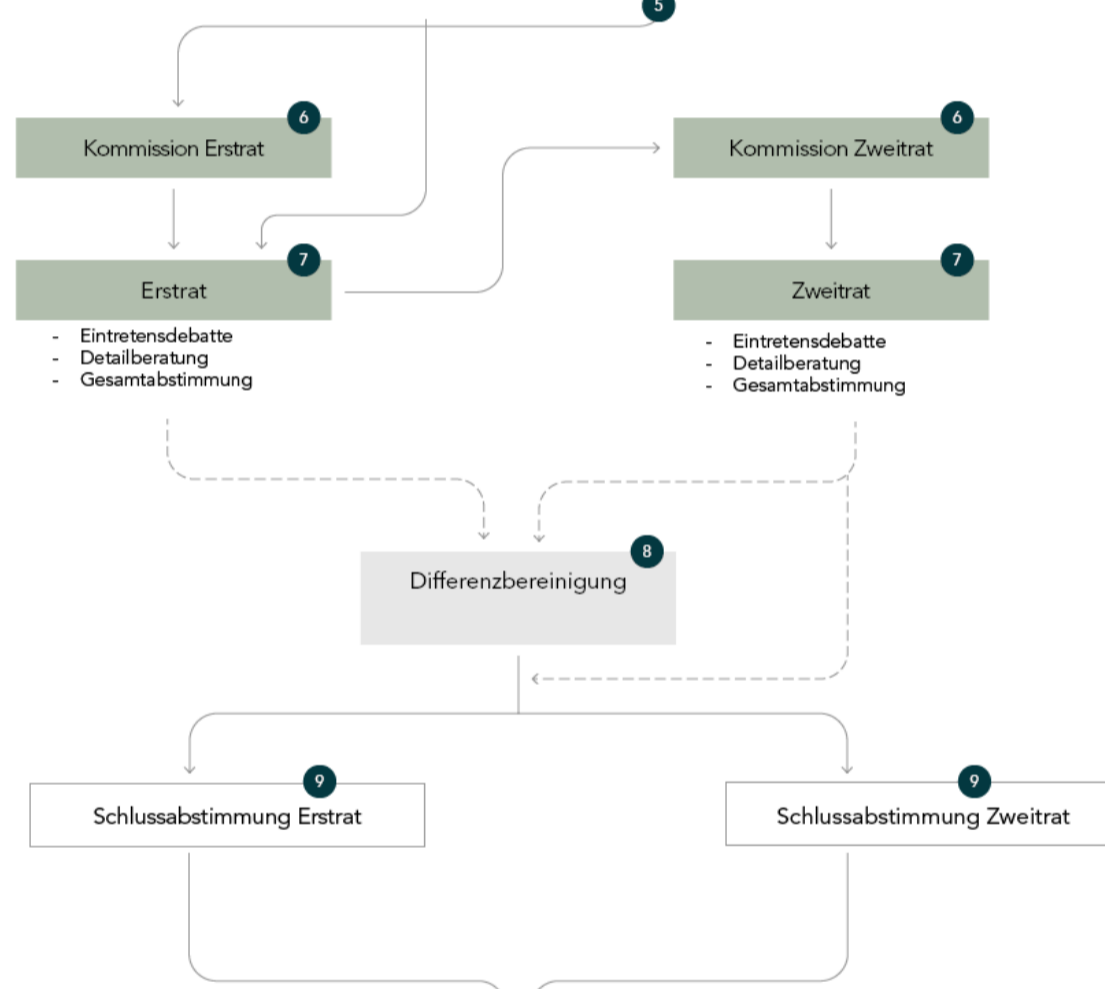 5
6
Kommission Erstrat
6
Kommission Zweitrat
7
Erstrat
- Eintretensdebatte
- Detailberatung
- Gesamtabstimmung
7
Zweitrat
- Eintretensdebatte
- Detailberatung
- Gesamtabstimmung
8
Differenzbereinigung
9
Schlussabstimmung Erstrat
9
Schlussabstimmung Zweitrat